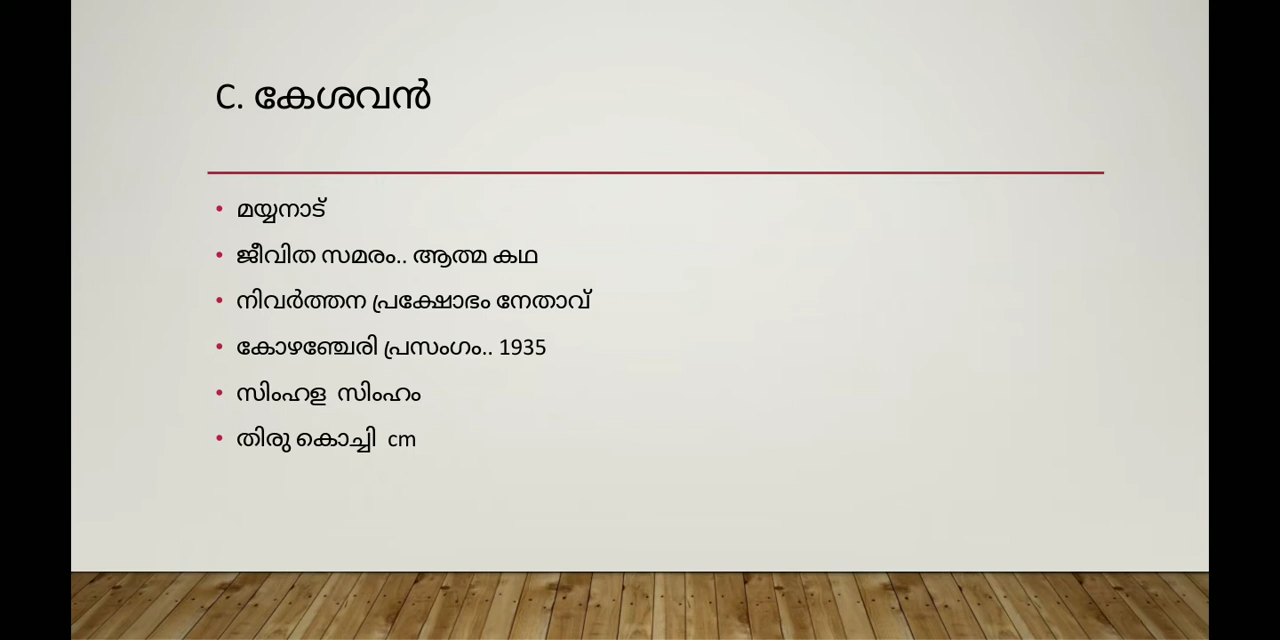 C. കേശവൻ
• മയ്യനാട്
• ജീവിത സമരം.. ആത്മ കഥ
• നിവർത്തന പ്രക്ഷോഭം നേതാവ്
• കോഴഞ്ചേരി പ്രസംഗം.. 1935
• സിംഹള സിംഹം
• തിരു കൊച്ചി cm